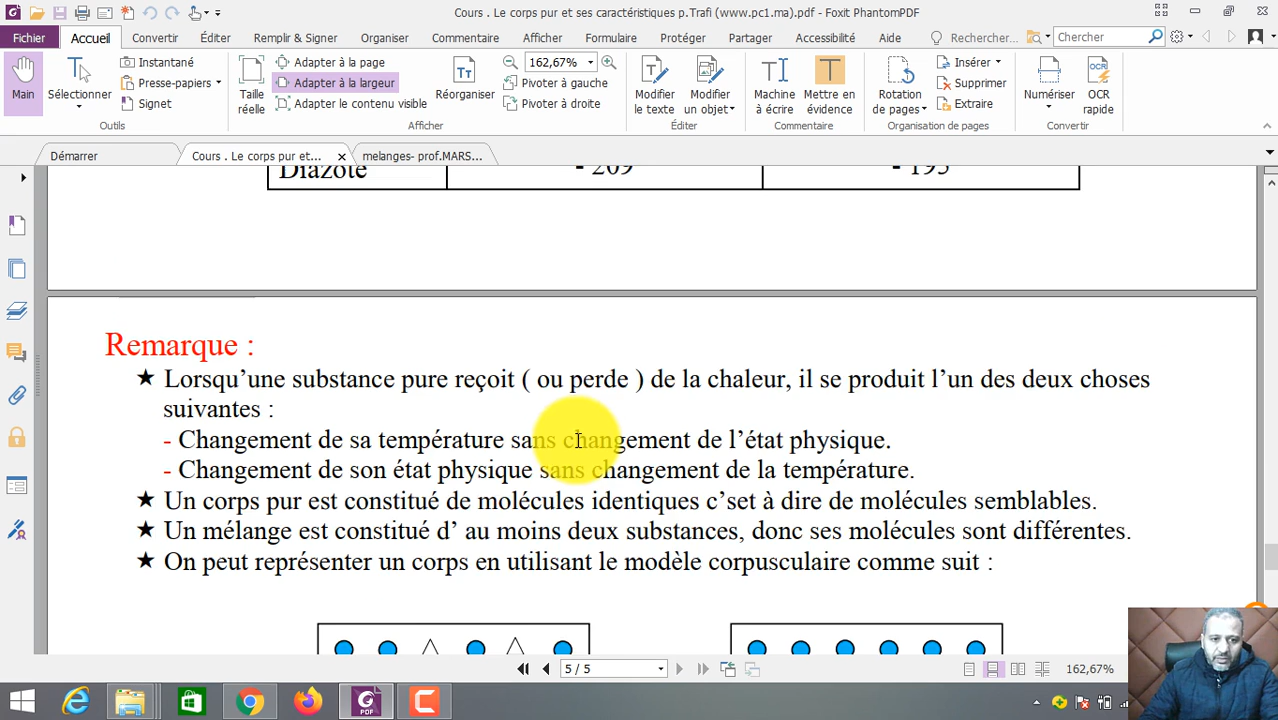 Cours . Le corps pur et ses caractéristiques p.Trafi (www.pc1.ma).pdf - Foxit PhantomPDF
Fichier Accueil Convertir Éditer Remplir & Signer Organiser Commentaire Afficher Formulaire Protéger Partager Accessibilité Aide Rechercher... Chercher
Main
Sélectionner
Instantané
Presse-papiers
Signet
Outils
Taille
réelle
Adapter à la page
Adapter à la largeur
Adapter le contenu visible
Réorganiser
162,67%
Pivoter à gauche
Pivoter à droite
Afficher
Modifier
le texte
Modifier
un objet
Éditer
Machine
à écrire
Mettre en
évidence
Commentaire
Rotation
de pages
Insérer
Supprimer
Extraire
Organisation de pages
Numériser
OCR
rapide
Convertir
Démarrer Cours . Le corps pur et... melanges- prof.MARS...
Diazote - 209 - 195
Remarque :
★ Lorsqu’une substance pure reçoit ( ou perde ) de la chaleur, il se produit l’un des deux choses
suivantes :
- Changement de sa température sans changement de l’état physique.
- Changement de son état physique sans changement de la température.
★ Un corps pur est constitué de molécules identiques c’set à dire de molécules semblables.
★ Un mélange est constitué d’ au moins deux substances, donc ses molécules sont différentes.
★ On peut représenter un corps en utilisant le modèle corpusculaire comme suit :
5 / 5
162,67%
PDF